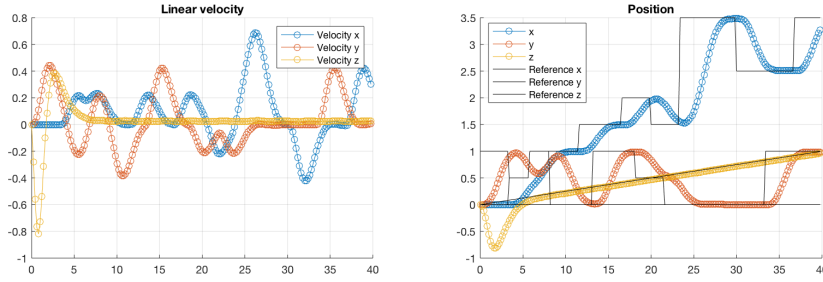 Linear velocity
0.8
0.6
0.4
0.2
0
-0.2
-0.4
-0.6
-0.8
-1
0 5 10 15 20 25 30 35 40
Velocity x
Velocity y
Velocity z
Position
3.5
3
2.5
2
1.5
1
0.5
0
-0.5
-1
0 5 10 15 20 25 30 35 40
x
y
z
Reference x
Reference y
Reference z